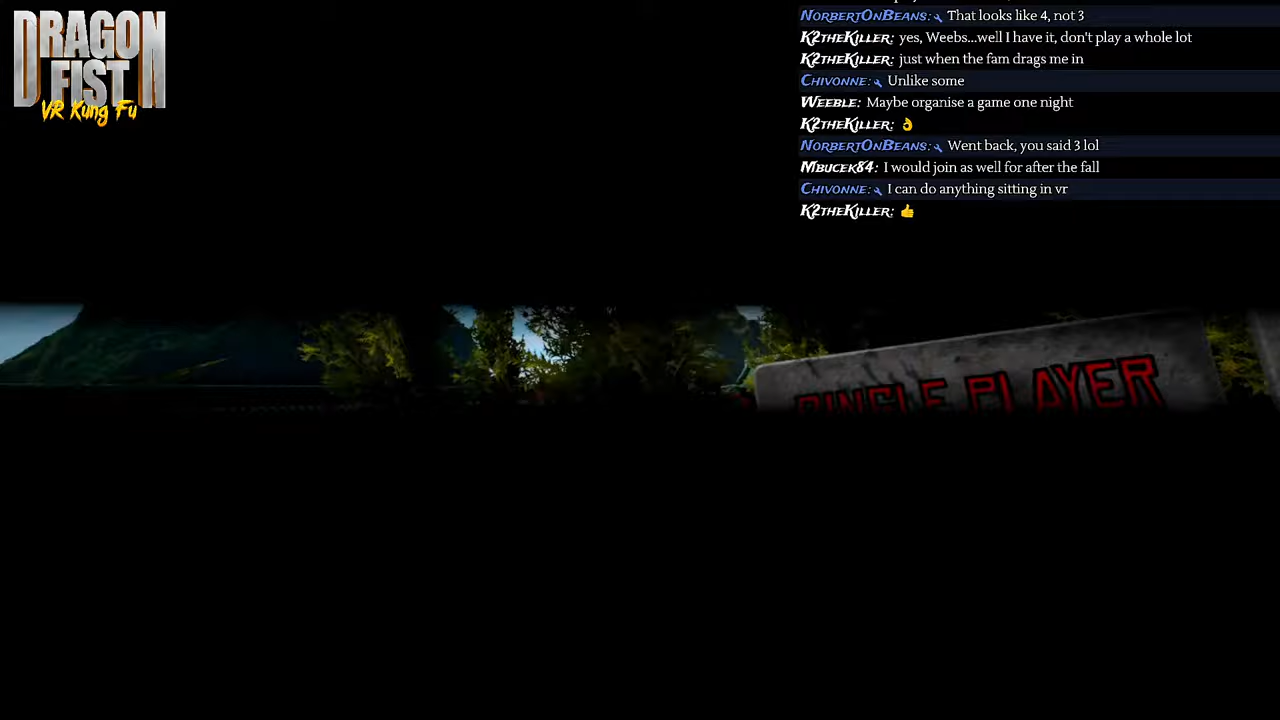 DRAGON
FIST
VR Kung Fu
NorbertOnBeans: That looks like 4, not 3
K2theKiller: yes, Weebs...well I have it, don't play a whole lot
K2theKiller: just when the fam drags me in
Chivonne: Unlike some
Weeble: Maybe organise a game one night
K2theKiller: 👌
NorbertOnBeans: Went back, you said 3 lol
Mbucek84: I would join as well for after the fall
Chivonne: I can do anything sitting in vr
K2theKiller: 👍
SINGLE PLAYER